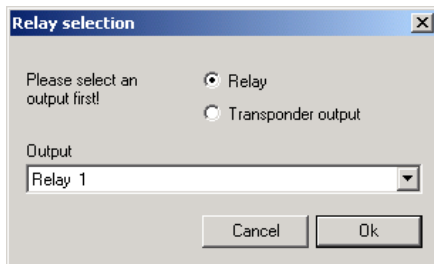 Relay selection
Please select an
output first!
Relay
Transponder output
Output
Relay 1
Cancel
Ok